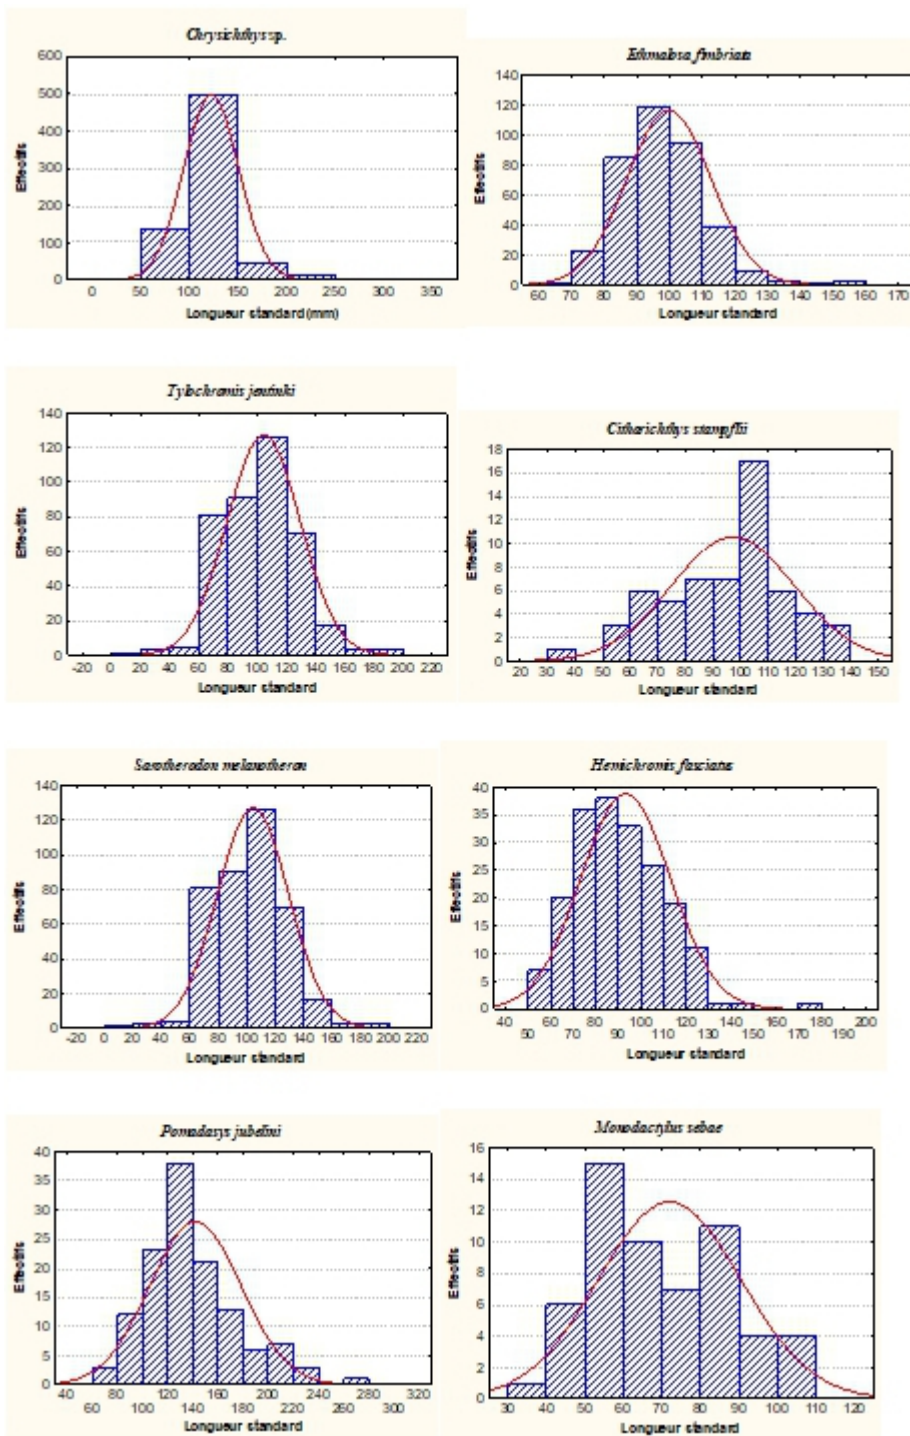 Chrysichthys sp.
600
500
400
300
200
100
0
Effectifs
0 50 100 150 200 250 300 350
Longueur standard (mm)
Ethmalosa fimbriata
140
120
100
80
60
40
20
0
Effectifs
60 70 80 90 100 110 120 130 140 150 160 170
Longueur standard
Tylochromis jentinki
140
120
100
80
60
40
20
0
Effectifs
-20 0 20 40 60 80 100 120 140 160 180 200 220
Longueur standard
Citharichthys stampflii
18
16
14
12
10
8
6
4
2
0
Effectifs
20 30 40 50 60 70 80 90 100 110 120 130 140 150
Longueur standard
Sarotherodon melanotheron
140
120
100
80
60
40
20
0
Effectifs
-20 0 20 40 60 80 100 120 140 160 180 200 220
Longueur standard
Hemichromis fasciatus
40
35
30
25
20
15
10
5
0
Effectifs
40 60 80 100 120 140 160 180 200
50 70 90 110 130 150 170 190
Longueur standard
Pomadasys jubelini
40
35
30
25
20
15
10
5
0
Effectifs
40 80 120 160 200 240 280 320
60 100 140 180 220 260 300
Longueur standard
Monodactylus sebae
16
14
12
10
8
6
4
2
0
Effectifs
30 40 50 60 70 80 90 100 110 120
Longueur standard